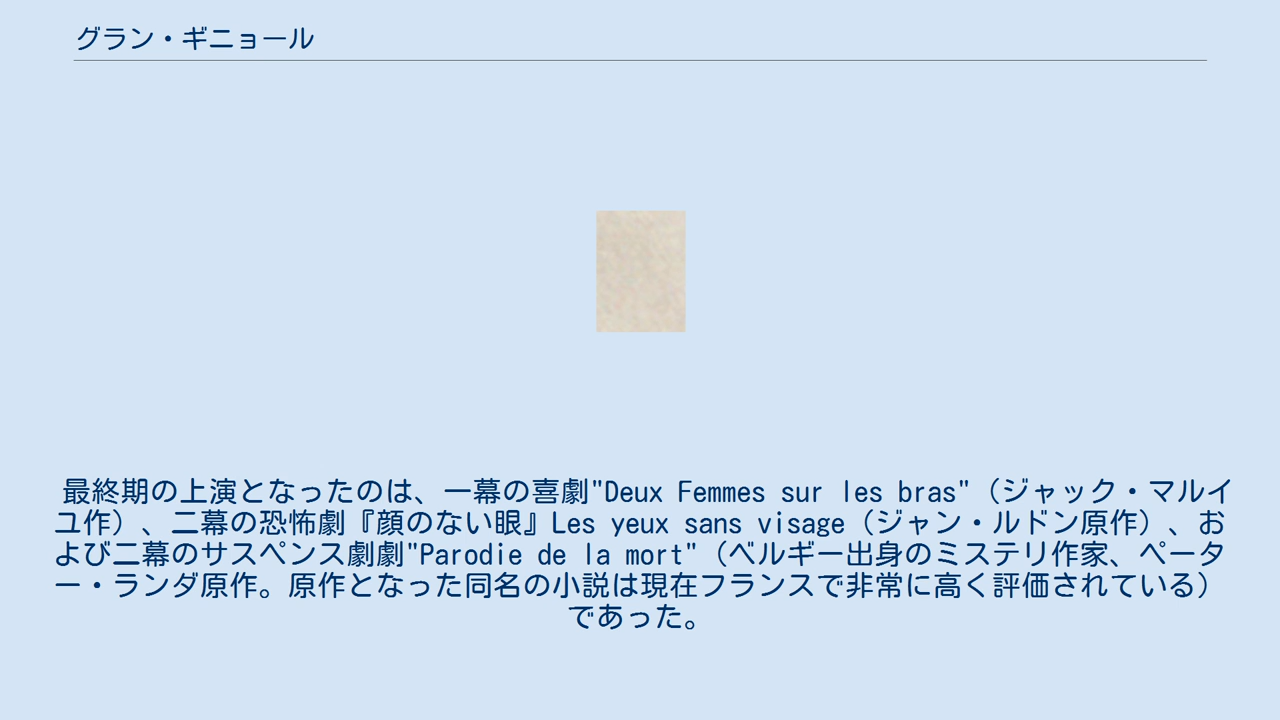 グラン・ギニョール
最終期の上演となったのは、一幕の喜劇"Deux Femmes sur les bras"（ジャック・マルイ
ユ作）、二幕の恐怖劇『顔のない眼』Les yeux sans visage（ジャン・ルドン原作）、お
よび二幕のサスペンス劇劇"Parodie de la mort"（ベルギー出身のミステリ作家、ペータ
ー・ランダ原作。原作となった同名の小説は現在フランスで非常に高く評価されている）
であった。